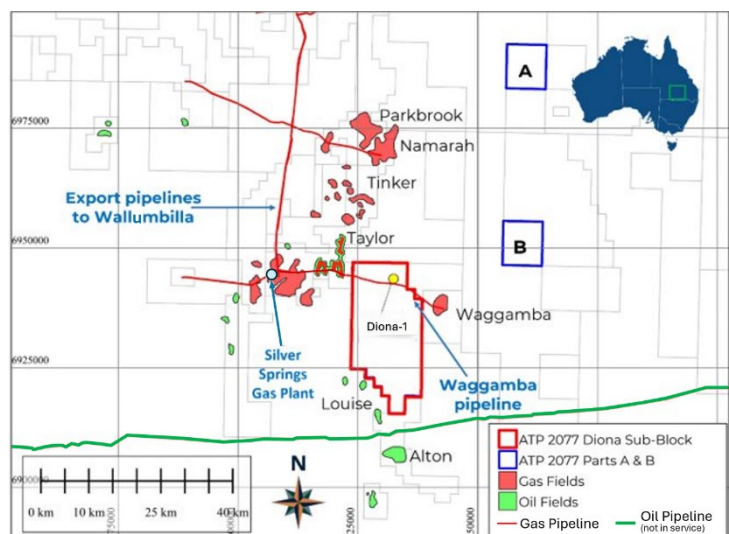 A
Parkbrook
6975000
Namarah
Tinker
Export pipelines
to Wallumbilla
B
6950000
Taylor
Diona-1
Waggamba
Silver
Springs
Gas Plant
6925000
Waggamba
pipeline
Louise
ATP 2077 Diona Sub-Block
ATP 2077 Parts A & B
Gas Fields
Oil Fields
Gas Pipeline
Oil Pipeline
(not in service)
Alton
N
0 km
10 km
25 km
40 km